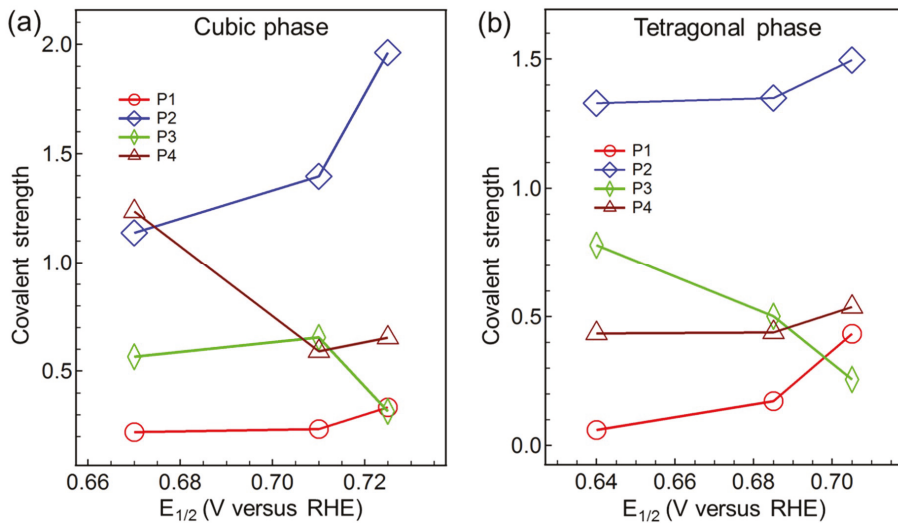 (a)
Cubic phase
Covalent strength
2.0
1.5
1.0
0.5
P1
P2
P3
P4
0.66 0.68 0.70 0.72
E1/2 (V versus RHE)
(b)
Tetragonal phase
Covalent strength
1.5
1.0
0.5
0.0
P1
P2
P3
P4
0.64 0.66 0.68 0.70
E1/2 (V versus RHE)